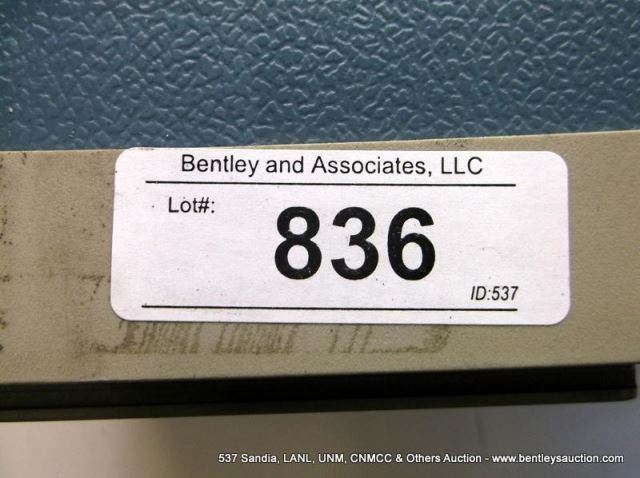 Bentley and Associates, LLC
Lot#:
836
ID:537
537 Sandia, LANL, UNM, CNMCC & Others Auction - www.bentleysauction.com